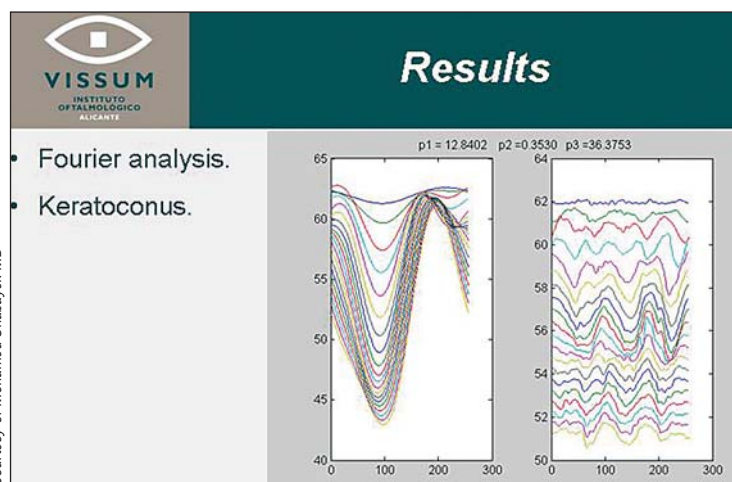 VISSUM
INSTITUTO
OFTALMOLÓGICO
ALICANTE
Results
• Fourier analysis.
• Keratoconus.
p1 = 12.8402 p2 =0.3530 p3 =36.3753
65
60
55
50
45
40
0 100 200 300
64
62
60
58
56
54
52
50
0 100 200 300